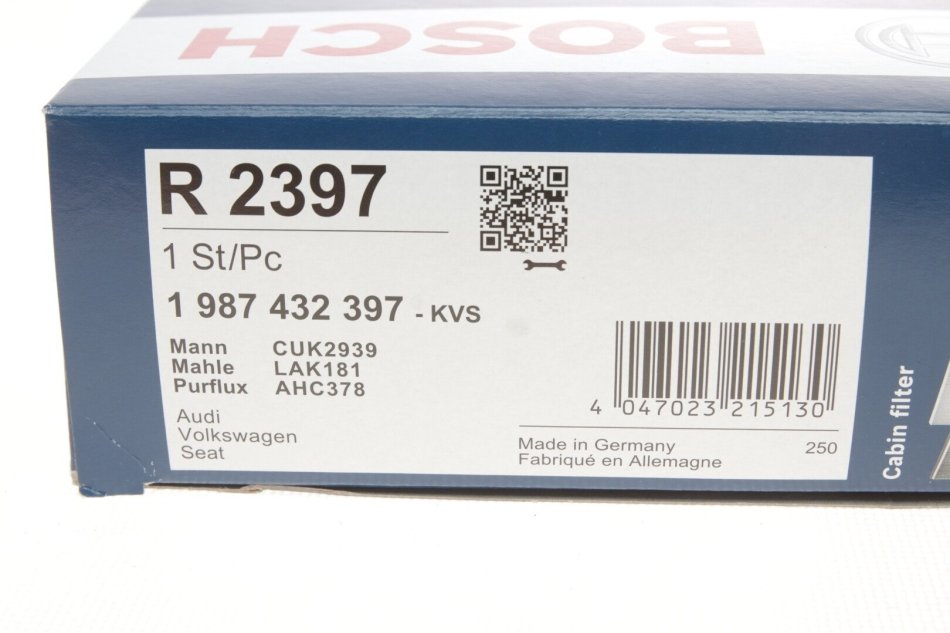 BOSCH
R 2397
1 St/Pc
1 987 432 397 - KVS
Mann CUK2939
Mahle LAK181
Purflux AHC378
Audi
Volkswagen
Seat
4 047023 215130
Made in Germany 250
Fabriqué en Allemagne
Cabin filter